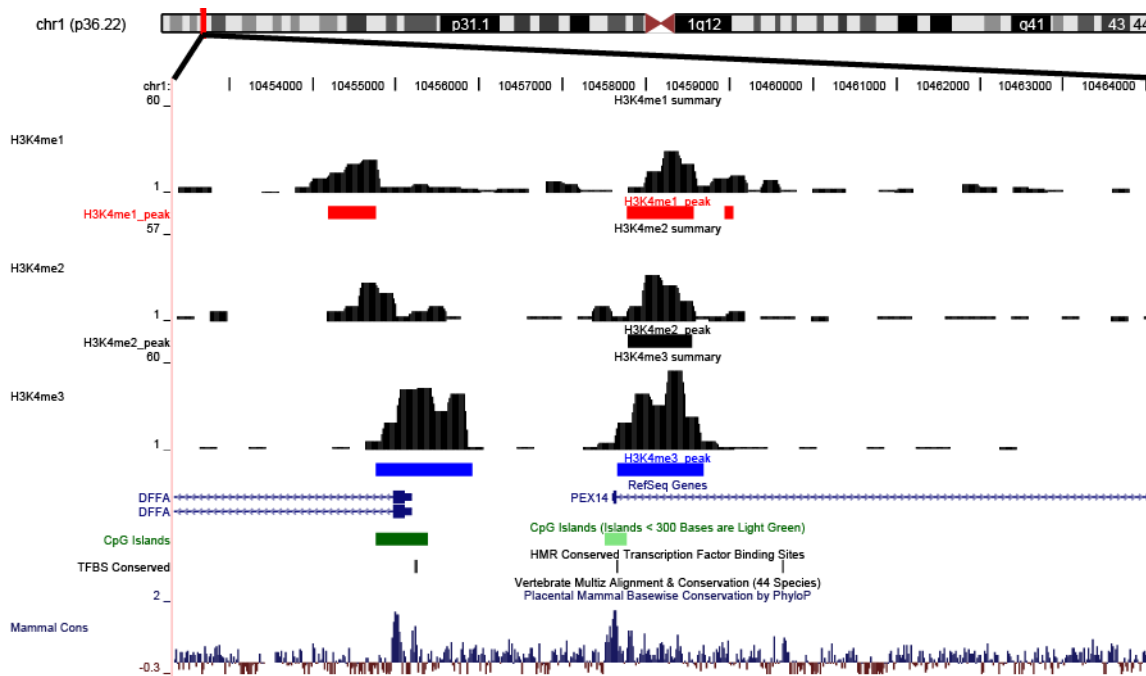 chr1 (p36.22) p31.1 1q12 q41 43 44
chr1: 10454000 10455000 10456000 10457000 10458000 10459000 10460000 10461000 10462000 10463000 10464000
60 _ H3K4me1 summary
H3K4me1
1 _
H3K4me1_peak H3K4me1_peak
57 _ H3K4me2 summary
H3K4me2
1 _
H3K4me2_peak H3K4me2_peak
60 _ H3K4me3 summary
H3K4me3
1 _
H3K4me3_peak
RefSeq Genes
DFFA PEX14
DFFA
CpG Islands (Islands < 300 Bases are Light Green)
CpG Islands
HMR Conserved Transcription Factor Binding Sites
TFBS Conserved
Vertebrate Multiz Alignment & Conservation (44 Species)
Placental Mammal Basewise Conservation by PhyloP
2 _
Mammal Cons
-0.3 _